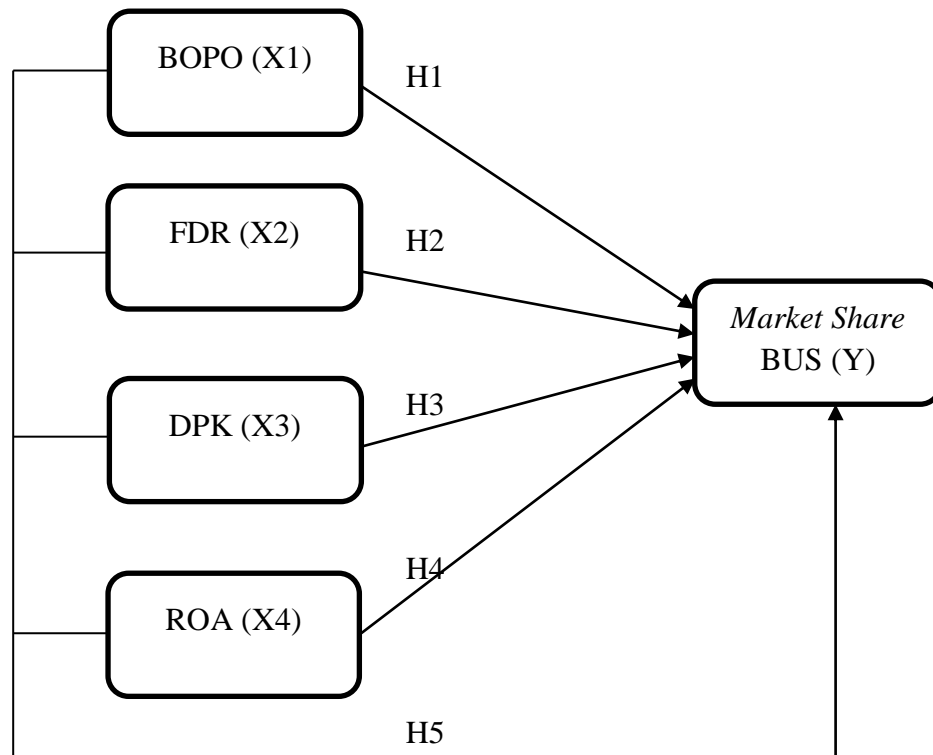 BOPO (X1)
H1
FDR (X2)
H2
Market Share
BUS (Y)
DPK (X3)
H3
H4
ROA (X4)
H5